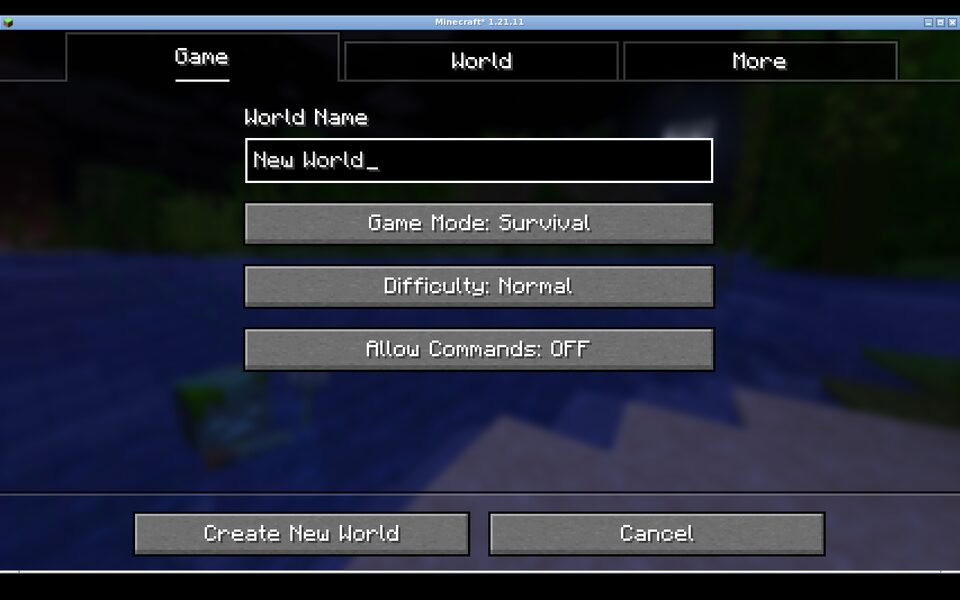 Minecraft* 1.21.11
Game
World
More
World Name
New World_
Game Mode: Survival
Difficulty: Normal
Allow Commands: OFF
Create New World
Cancel